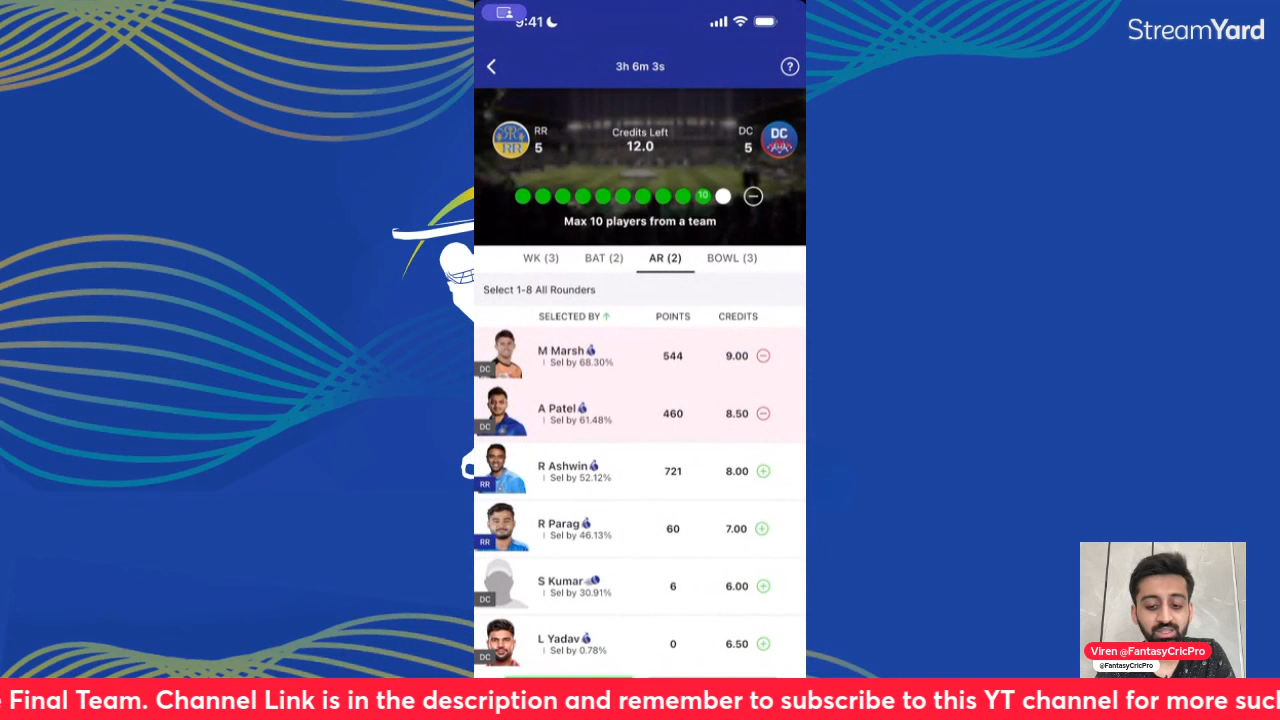 StreamYard
9:41
3h 6m 3s
?
RR
5
Credits Left
12.0
DC
5
DC
RR
10
Max 10 players from a team
WK (3)
BAT (2)
AR (2)
BOWL (3)
Select 1-8 All Rounders
SELECTED BY ↑
POINTS
CREDITS
M Marsh
Sel by 68.30%
544
9.00
DC
A Patel
Sel by 61.48%
460
8.50
DC
R Ashwin
Sel by 52.12%
721
8.00
RR
R Parag
Sel by 46.13%
60
7.00
RR
S Kumar
Sel by 30.91%
6
6.00
DC
L Yadav
Sel by 0.78%
0
6.50
DC
Viren @FantasyCricPro
@FantasyCricPro
e Final Team. Channel Link is in the description and remember to subscribe to this YT channel for more suc